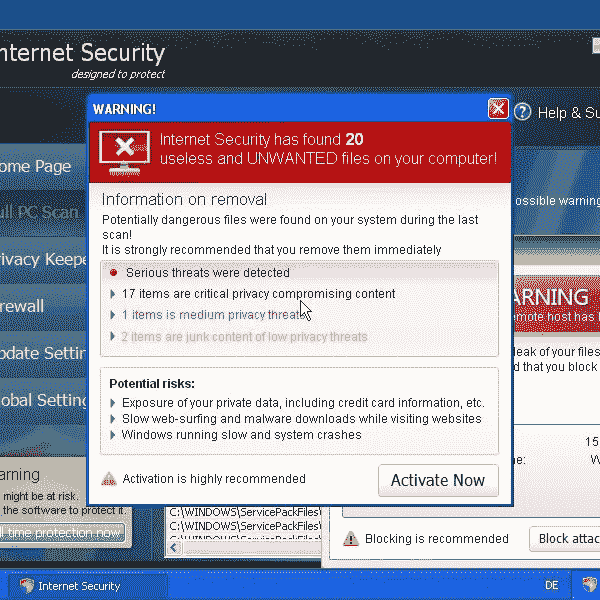 nternet Security
designed to protect
WARNING!
Help & Su
Internet Security has found 20
useless and UNWANTED files on your computer!
ome Page
ull PC Scan
rivacy Keepe
rewall
pdate Settin
obal Setting
Information on removal
Potentially dangerous files were found on your system during the last
scan!
It is strongly recommended that you remove them immediately
Serious threats were detected
17 items are critical privacy compromising content
1 items is medium privacy threats
2 items are junk content of low privacy threats
Potential risks:
Exposure of your private data, including credit card information, etc.
Slow web-surfing and malware downloads while visiting websites
Windows running slow and system crashes
Activation is highly recommended
Activate Now
ossible warning
ARNING
emote host has
leak of your files
d that you block
15
me:
W
arning
might be at risk.
the software to protect it.
ll time protection now
C:\WINDOWS\ServicePackFiles\
C:\WINDOWS\ServicePackFiles\
Blocking is recommended
Block attac
Internet Security
DE